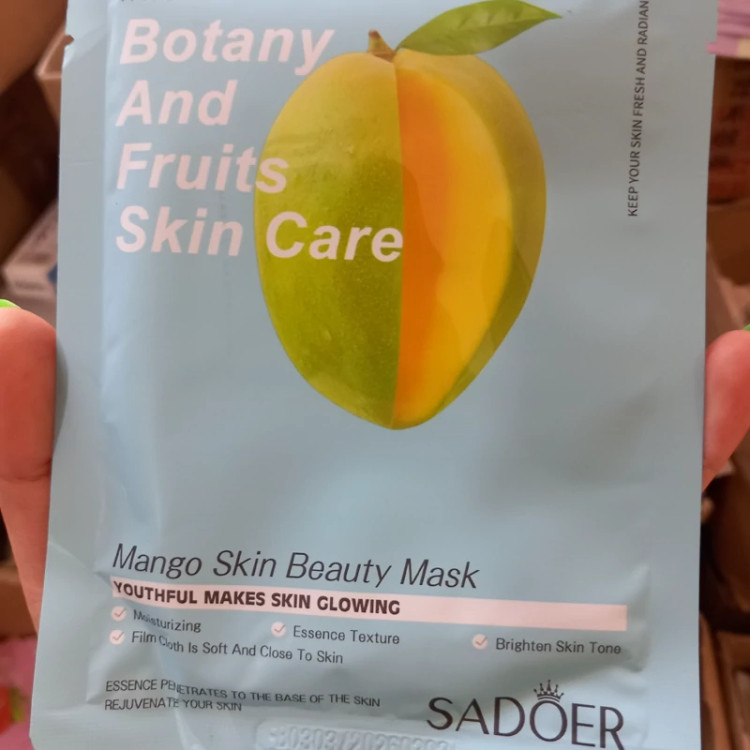 Botany
And
Fruits
Skin Care
KEEP YOUR SKIN FRESH AND
Mango Skin Beauty Mask
YOUTHFUL MAKES SKIN GLOWING
Moisturizing
Essence Texture
Brighten Skin Tone
Film Cloth Is Soft And Close To Skin
ESSENCE PENETRATES TO THE BASE OF THE SKIN
REJUVENATE YOUR SKIN
SADOER